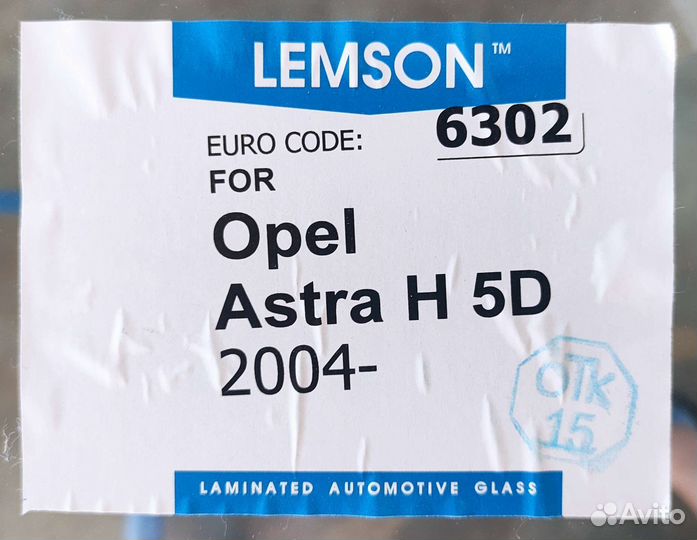 LEMSON™
EURO CODE: 6302
FOR
Opel
Astra H 5D
2004-
ОТК
15
LAMINATED AUTOMOTIVE GLASS
Avito